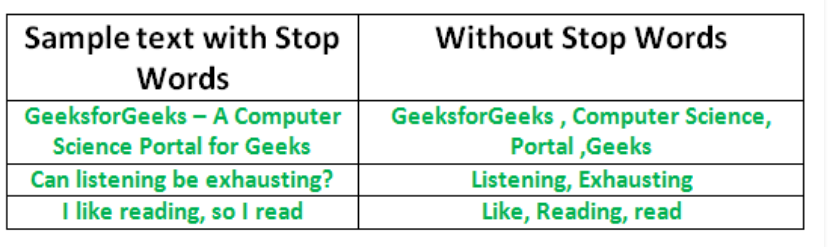 Sample text with Stop
Words
Without Stop Words
GeeksforGeeks – A Computer
Science Portal for Geeks
GeeksforGeeks , Computer Science,
Portal ,Geeks
Can listening be exhausting?
Listening, Exhausting
I like reading, so I read
Like, Reading, read